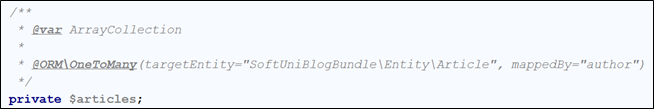 /**
 * @var ArrayCollection
 *
 * @ORM\OneToMany(targetEntity="SoftUniBlogBundle\Entity\Article", mappedBy="author")
 */
private $articles;